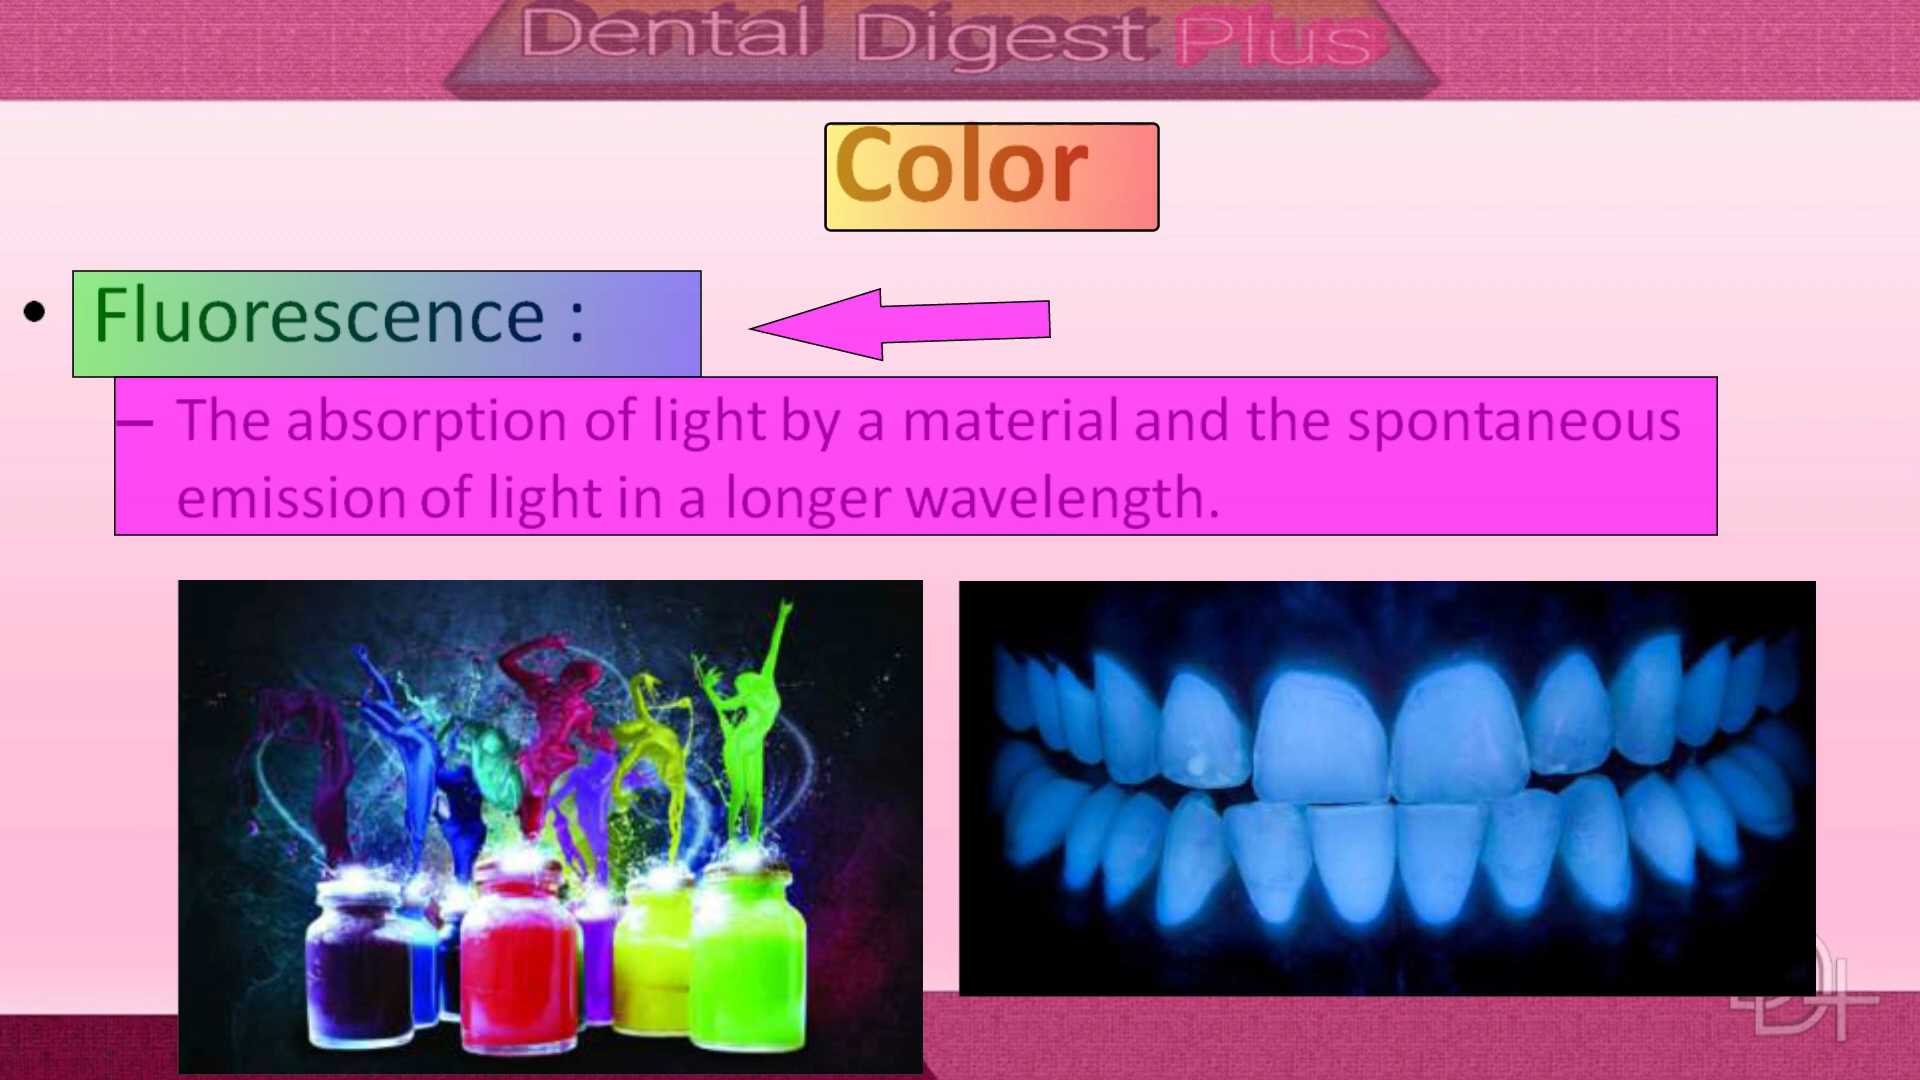 Dental Digest Plus
Color
• Fluorescence :
– The absorption of light by a material and the spontaneous
emission of light in a longer wavelength.
D+